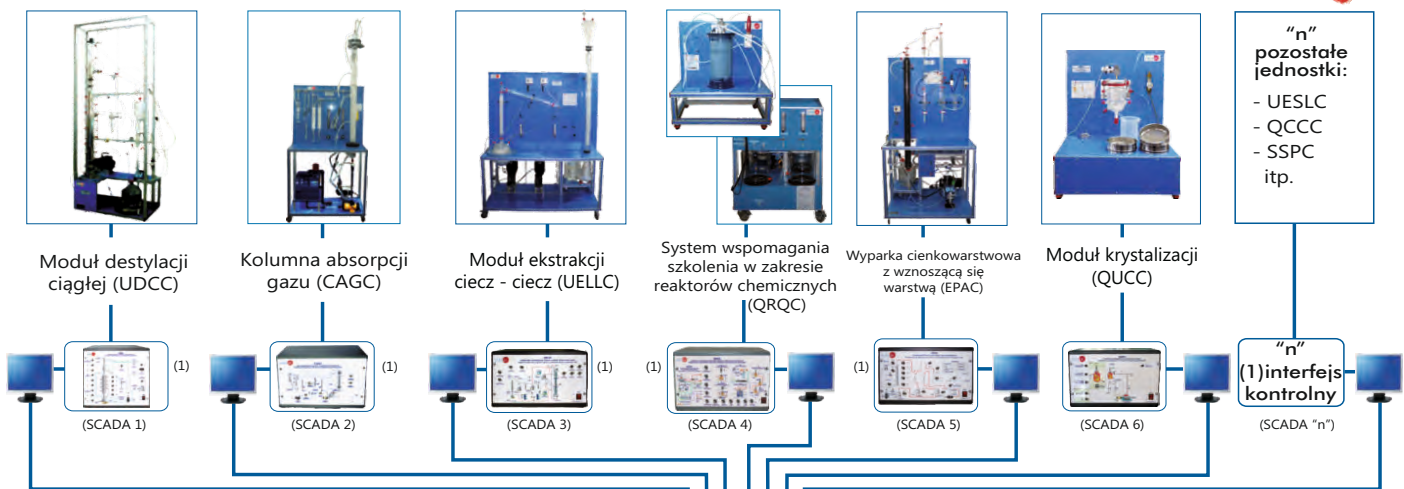 "n"
pozostałe
jednostki:
- UESLC
- QCCC
- SSPC
itp.
Moduł destylacji
ciągłej (UDCC)
Kolumna absorpcji
gazu (CAGC)
Moduł ekstrakcji
ciecz - ciecz (UELLC)
System wspomagania
szkolenia w zakresie
reaktorów chemicznych
(QRQC)
Wyparka cienkowarstwowa
z wznoszącą się
warstwą (EPAC)
Moduł krystalizacji
(QUCC)
(1)
(1)
(1)
(1)
(1)
"n"
(1)interfejs
kontrolny
(SCADA 1)
(SCADA 2)
(SCADA 3)
(SCADA 4)
(SCADA 5)
(SCADA 6)
(SCADA "n")